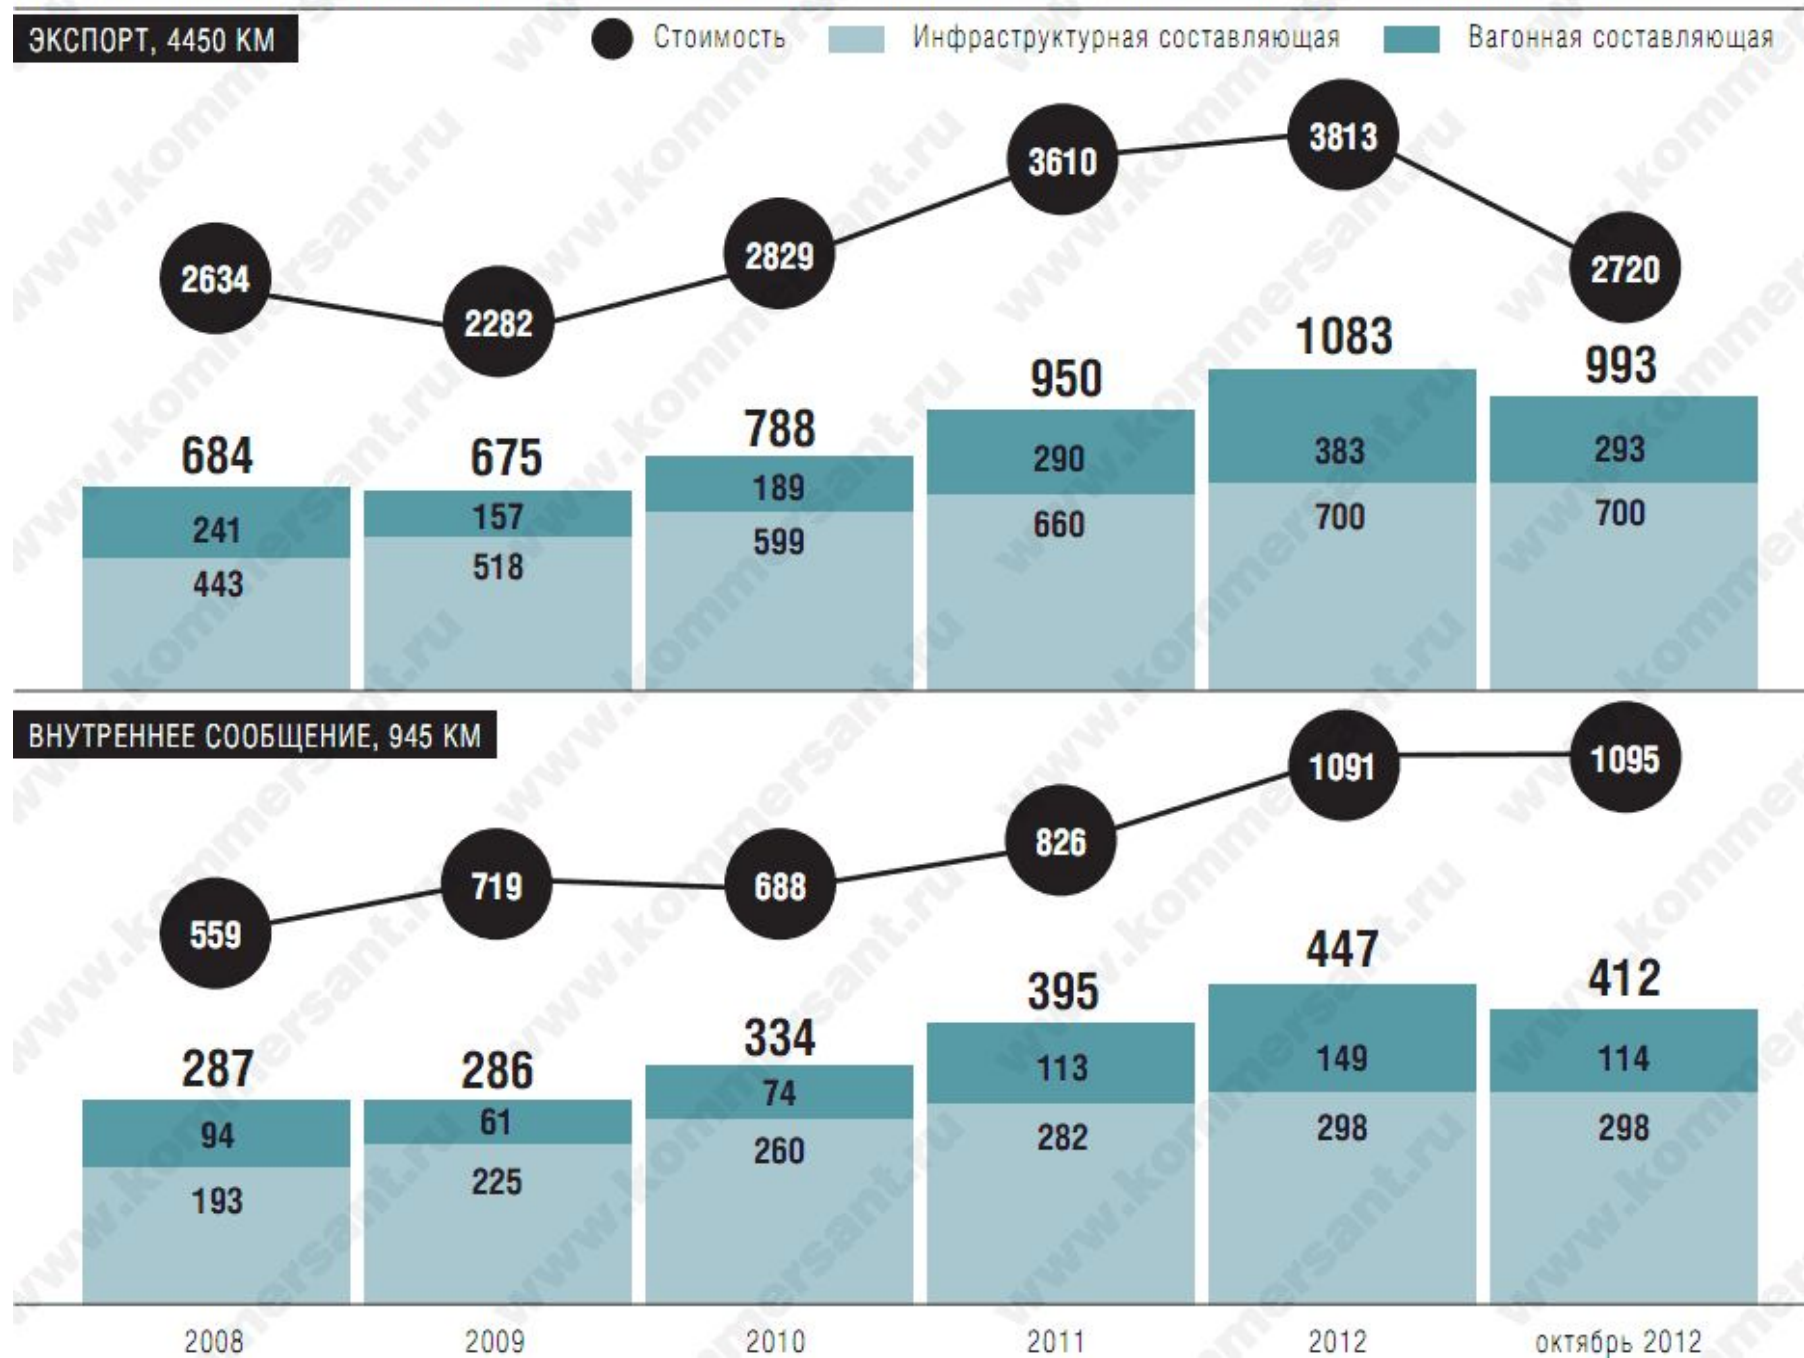 ЭКСПОРТ, 4450 КМ
Стоимость Инфраструктурная составляющая Вагонная составляющая
2634 2282 2829 3610 3813 2720
684 675 788 950 1083 993
241 157 189 290 383 293
443 518 599 660 700 700
ВНУТРЕННЕЕ СООБЩЕНИЕ, 945 КМ
559 719 688 826 1091 1095
287 286 334 395 447 412
94 61 74 113 149 114
193 225 260 282 298 298
2008 2009 2010 2011 2012 октябрь 2012
www.kommersant.ru